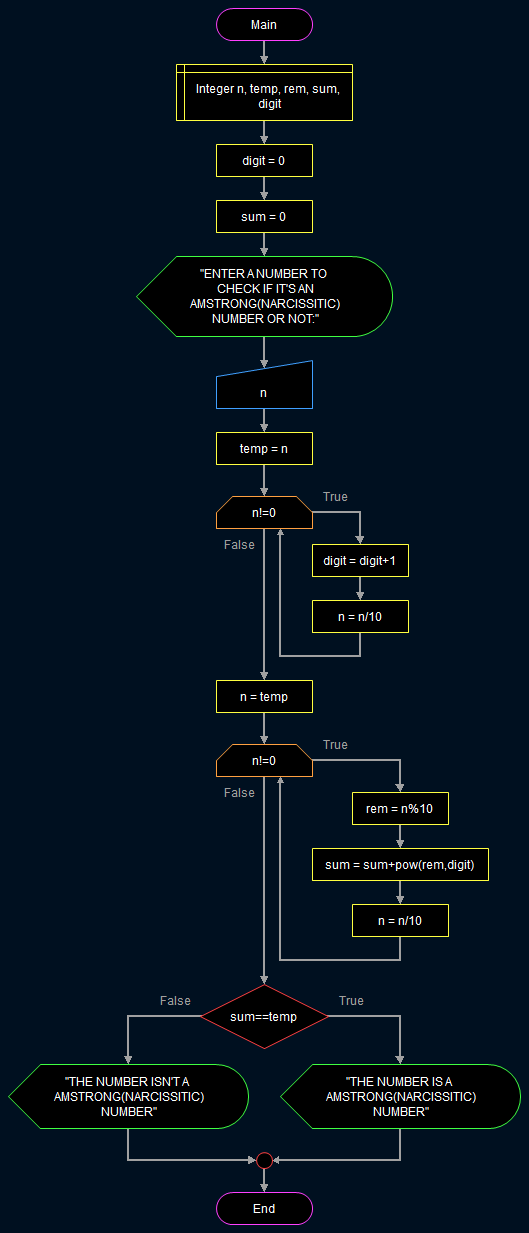 Main
Integer n, temp, rem, sum,
digit
digit = 0
sum = 0
"ENTER A NUMBER TO
CHECK IF IT'S AN
AMSTRONG(NARCISSITIC)
NUMBER OR NOT:"
n
temp = n
n!=0
True
False
digit = digit+1
n = n/10
n = temp
n!=0
True
False
rem = n%10
sum = sum+pow(rem,digit)
n = n/10
False
True
sum==temp
"THE NUMBER ISN'T A
AMSTRONG(NARCISSITIC)
NUMBER"
"THE NUMBER IS A
AMSTRONG(NARCISSITIC)
NUMBER"
End